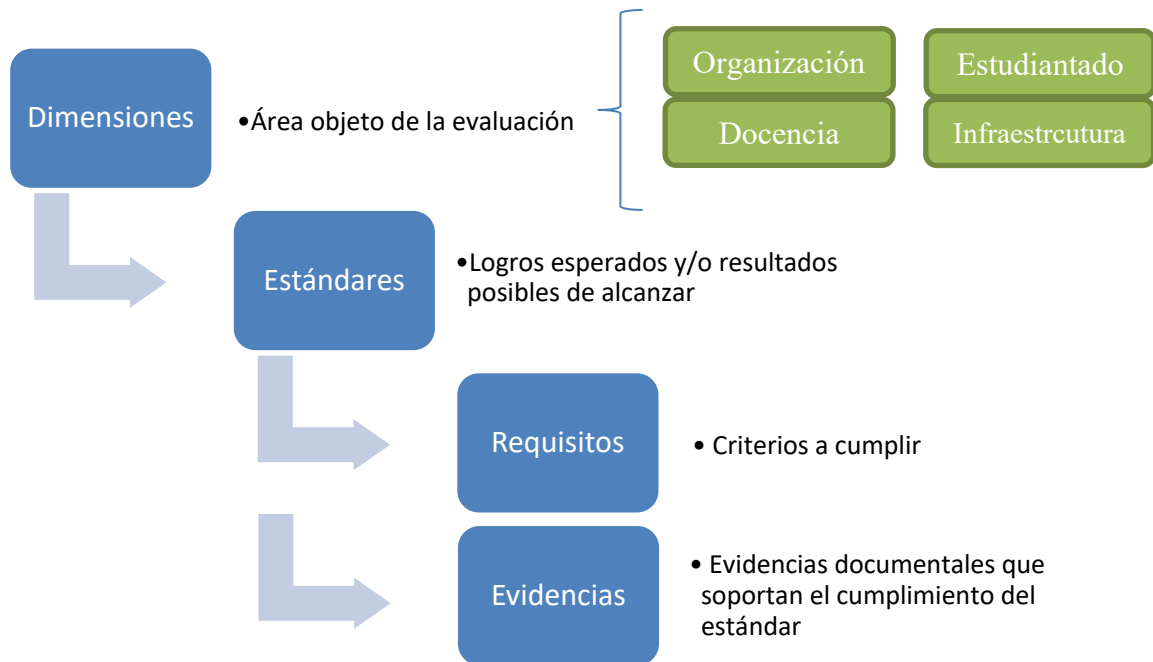 Dimensiones
•Área objeto de la evaluación
Organización
Estudiantado
Docencia
Infraestrcutura
Estándares
•Logros esperados y/o resultados
posibles de alcanzar
Requisitos
• Criterios a cumplir
Evidencias
• Evidencias documentales que
soportan el cumplimiento del
estándar